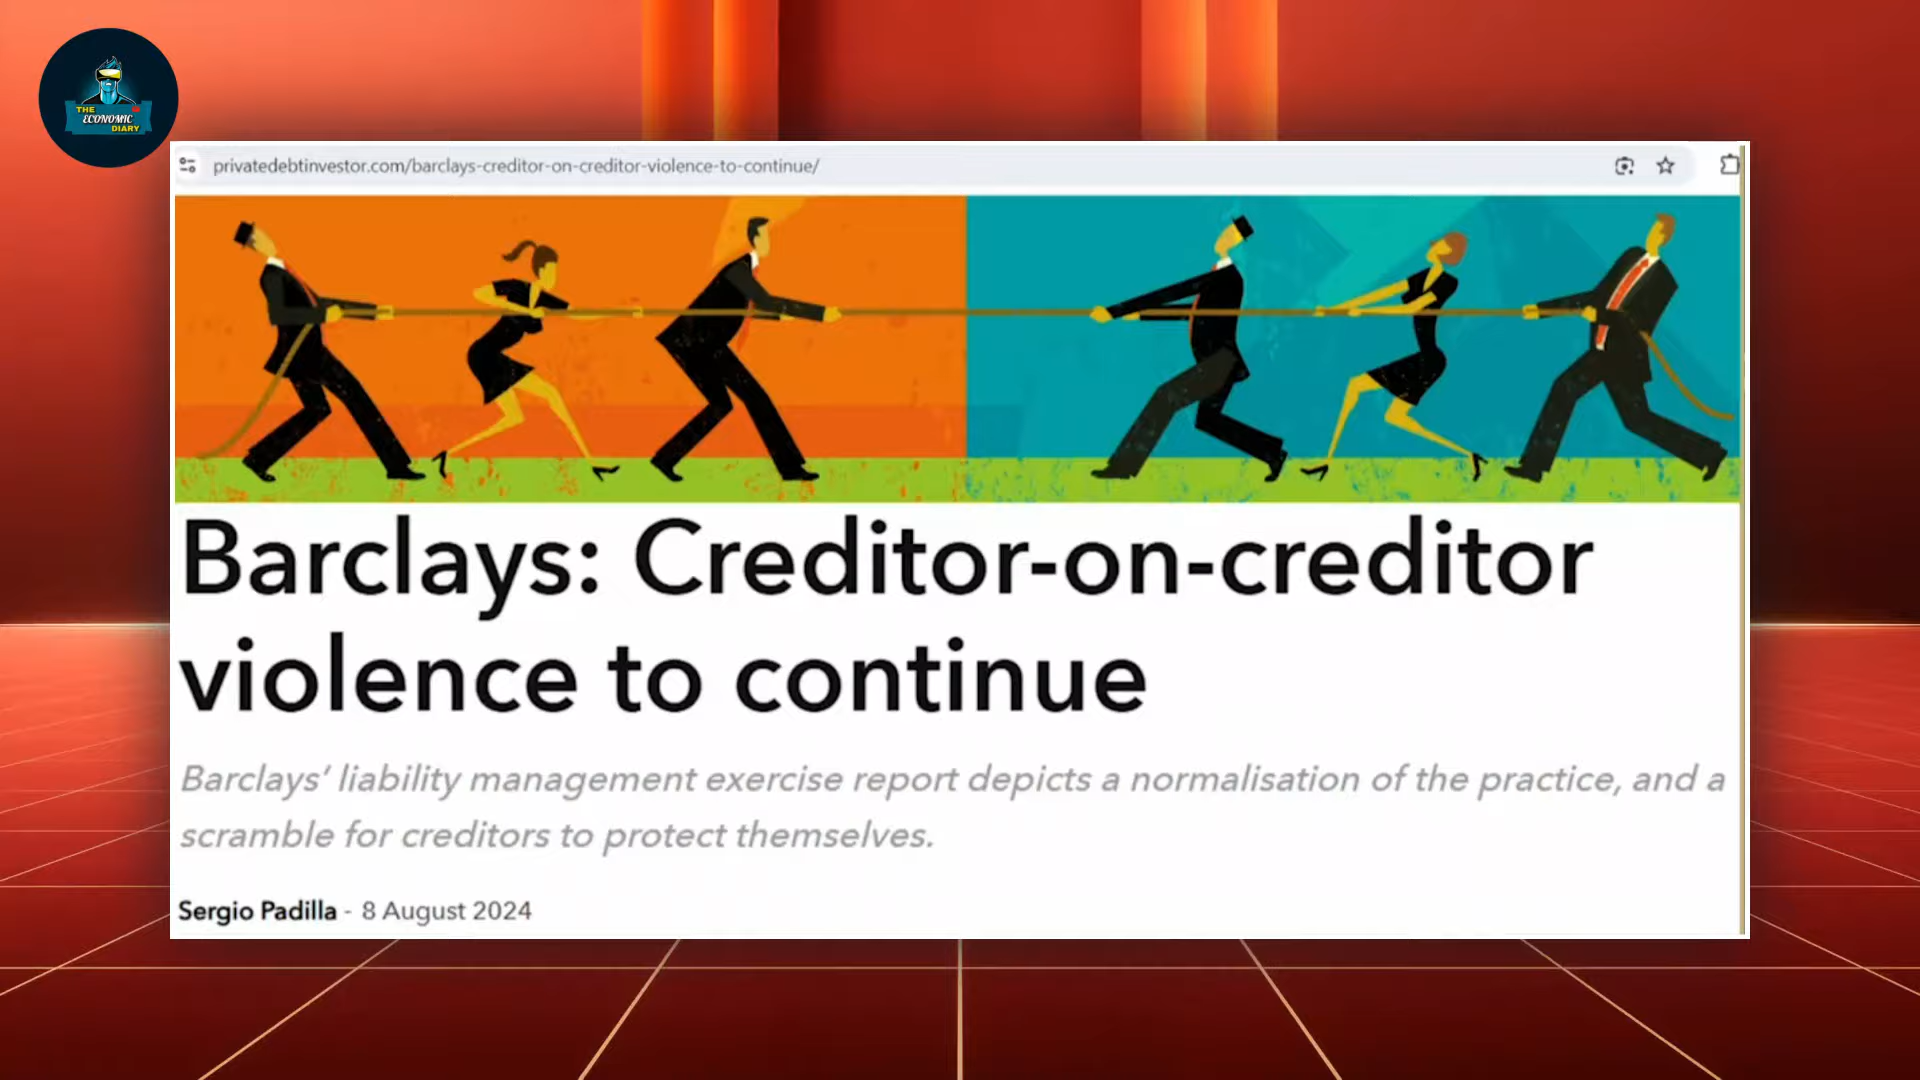 THE
ECONOMIC
DIARY
privatedebtinvestor.com/barclays-creditor-on-creditor-violence-to-continue/
Barclays: Creditor-on-creditor
violence to continue
Barclays’ liability management exercise report depicts a normalisation of the practice, and a
scramble for creditors to protect themselves.
Sergio Padilla - 8 August 2024